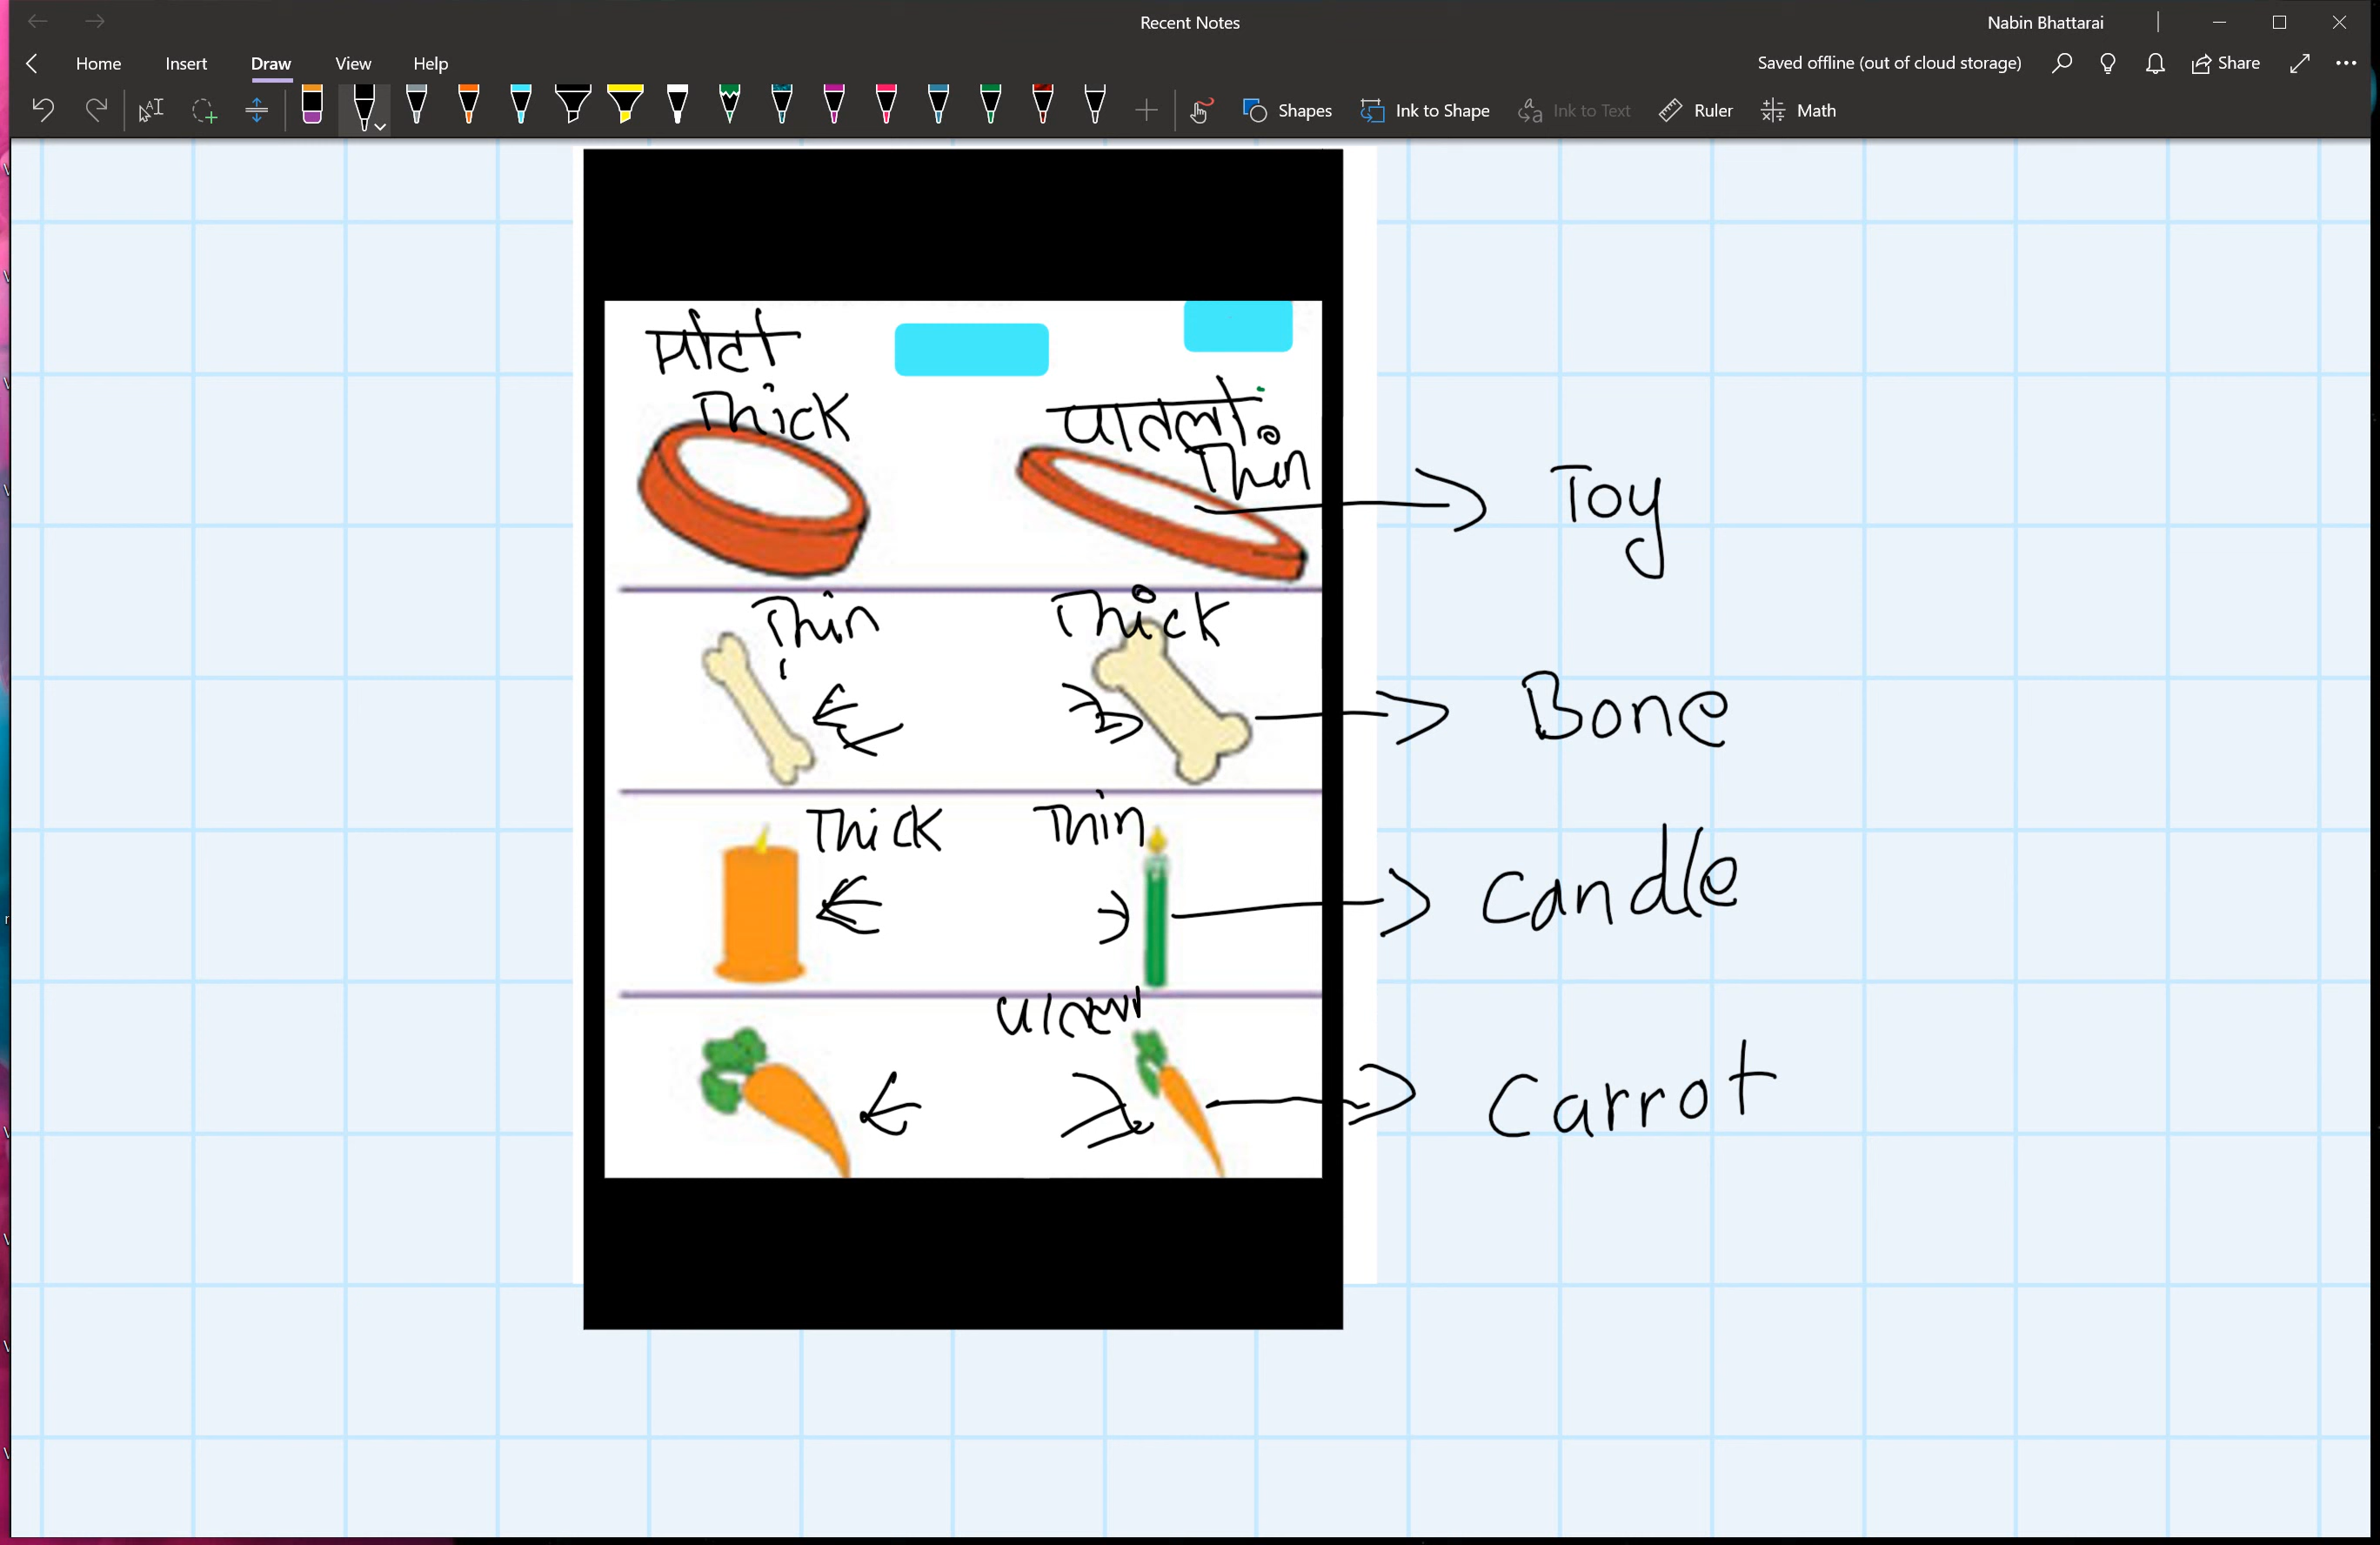 Recent Notes
Nabin Bhattarai
Home Insert Draw View Help
Saved offline (out of cloud storage)
Share
Shapes
Ink to Shape
Ink to Text
Ruler
Math
मोटो
Thick
पातलो
Thin
Toy
Thin
Thick
Bone
Thick
Thin
Candle
Carrot